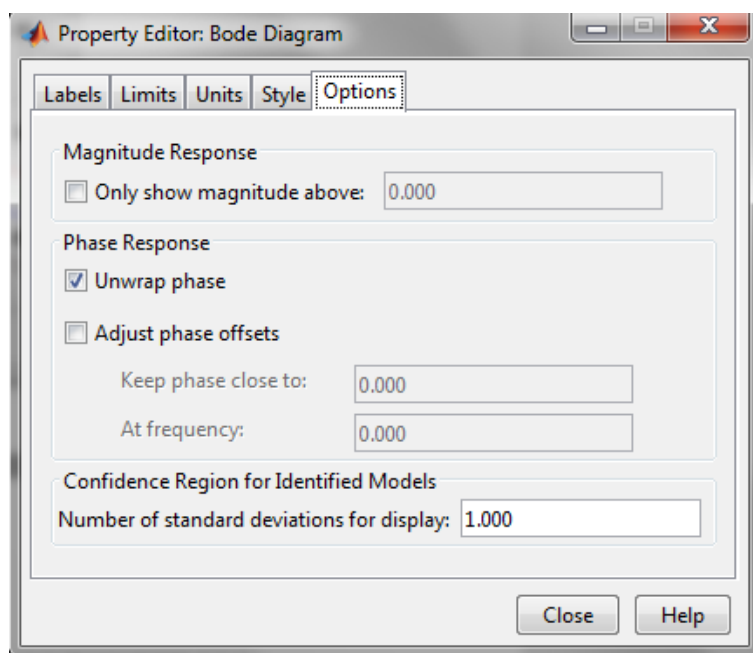 Property Editor: Bode Diagram
Labels Limits Units Style Options
Magnitude Response
Only show magnitude above: 0.000
Phase Response
Unwrap phase
Adjust phase offsets
Keep phase close to: 0.000
At frequency: 0.000
Confidence Region for Identified Models
Number of standard deviations for display: 1.000
Close Help